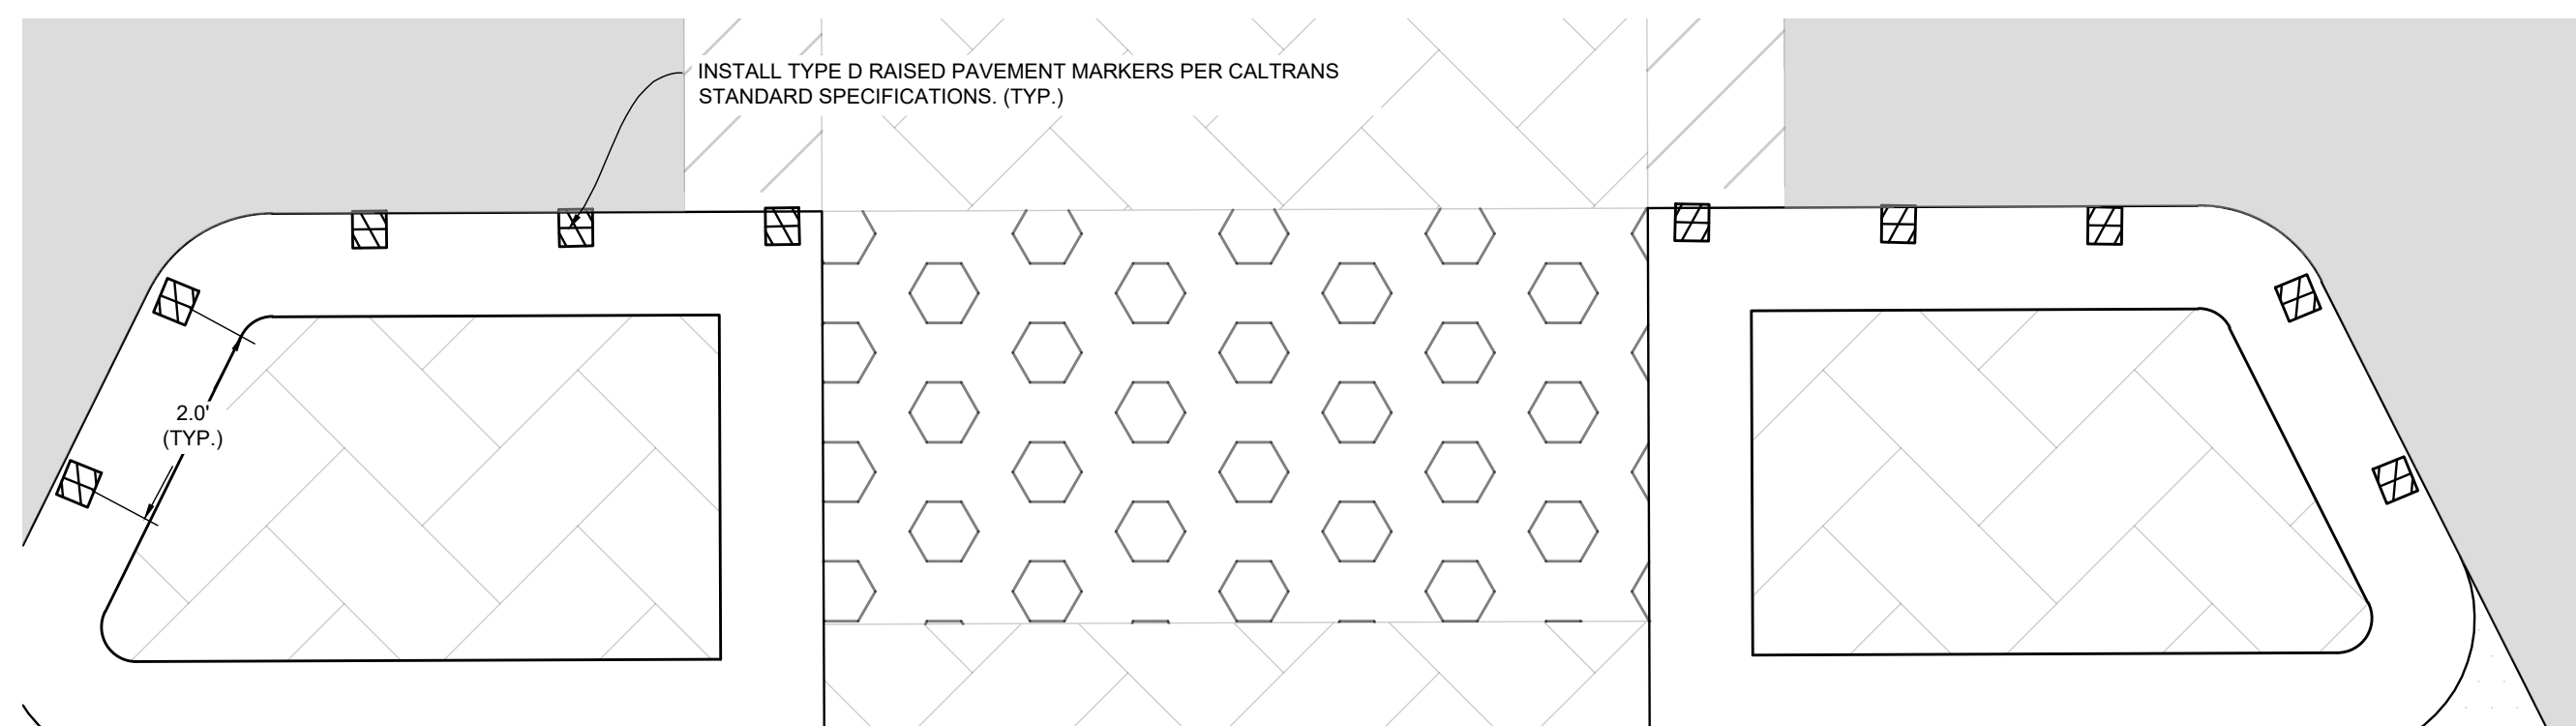 INSTALL TYPE D RAISED PAVEMENT MARKERS PER CALTRANS
STANDARD SPECIFICATIONS. (TYP.)
2.0'
(TYP.)